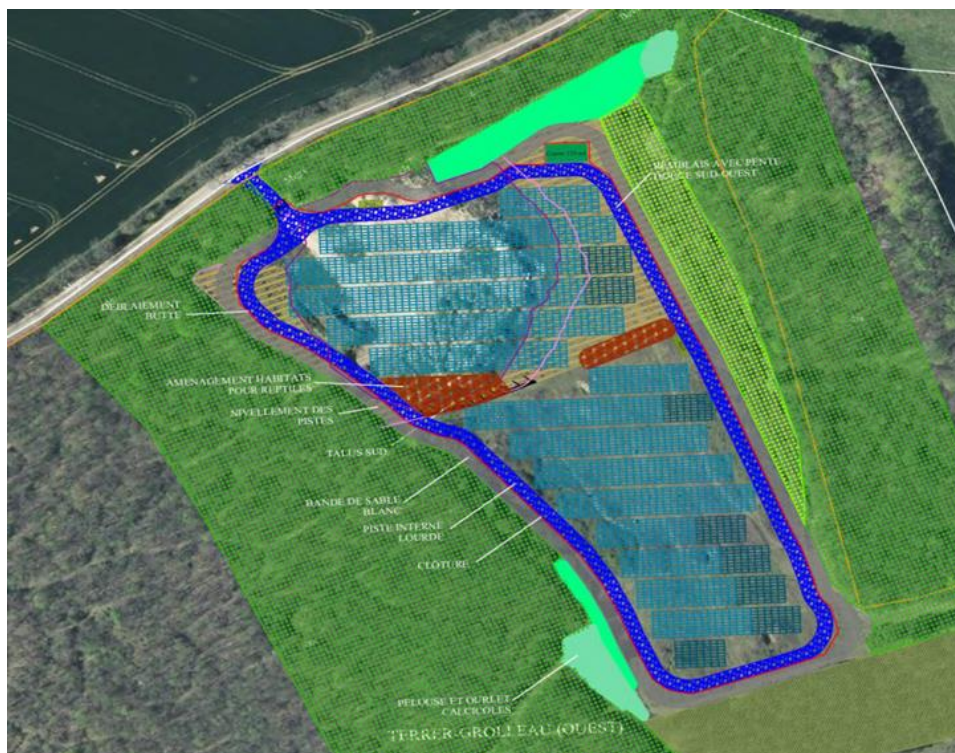 REMBLAIS AVEC PENTE
DOUCE SUD-OUEST
DEBLAIEMENT
BUTTE
AMENAGEMENT HABITATS
POUR REPTILES
NIVELLEMENT DES
PISTES
TALUS SUD
BANDE DE SABLE
BLANC
PISTE INTERNE
LOURDE
CLÔTURE
PELOUSE ET OURLET
CALCICOLES
TERRER-GROLLEAU (OUEST)